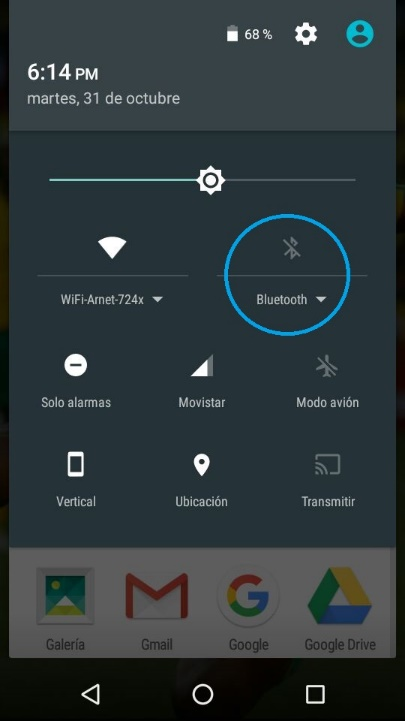 68 %
6:14 PM
martes, 31 de octubre
WiFi-Arnet-724x
Bluetooth
Solo alarmas
Movistar
Modo avión
Vertical
Ubicación
Transmitir
Galería
Gmail
Google
Google Drive